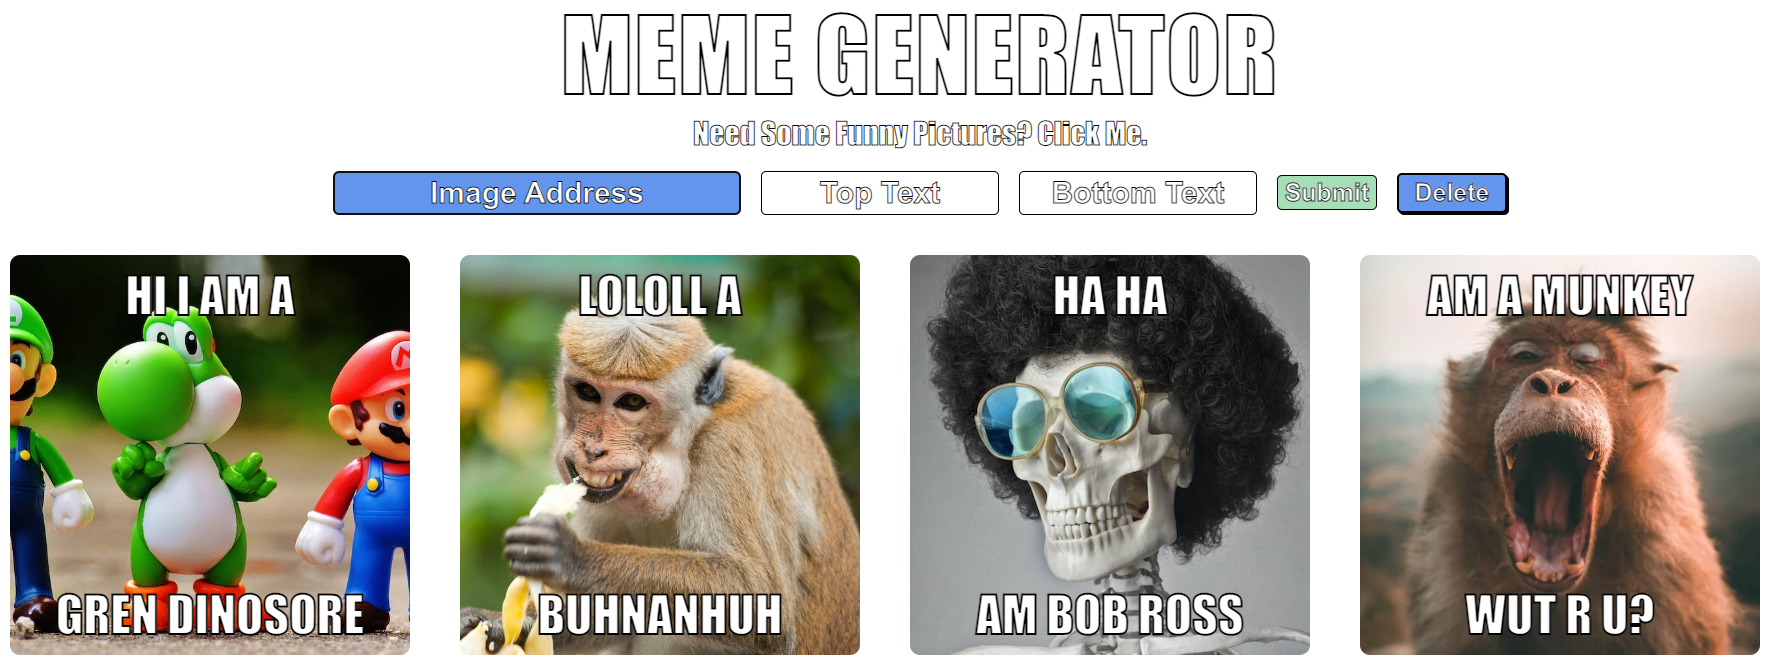 MEME GENERATOR
Need Some Funny Pictures? Click Me.
Image Address Top Text Bottom Text Submit Delete
HI I AM A
GREN DINOSORE
LOLOLL A
BUHNANHUH
HA HA
AM BOB ROSS
AM A MUNKEY
WUT R U?
M